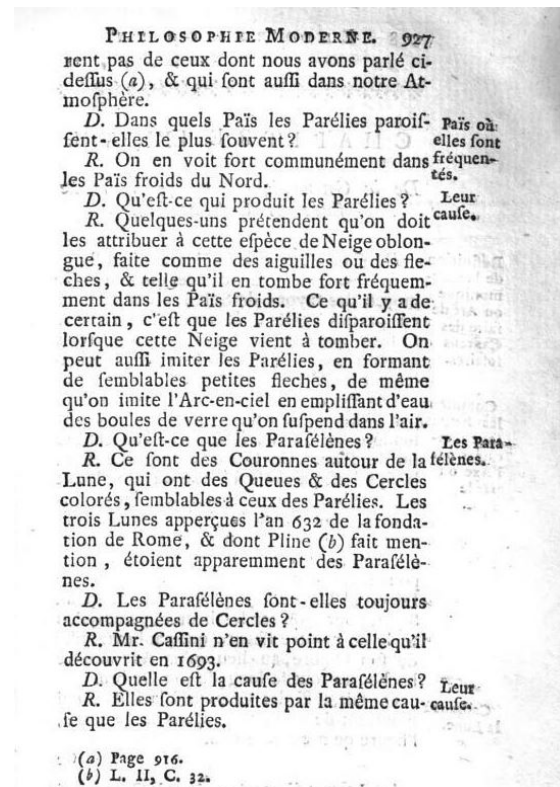 PHILOSOPHIE MODERNE. 927
rent pas de ceux dont nous avons parlé ci-
deſſus (a), & qui ſont auſſi dans notre At-
moſphère.
D. Dans quels Païs les Parélies paroiſ-
ſent-elles le plus ſouvent?
Païs où
elles ſont
fréquen-
tés.
R. On en voit fort communément dans
les Païs froids du Nord.
D. Qu'eſt-ce qui produit les Parélies?
Leur
cauſe.
R. Quelques-uns prétendent qu'on doit
les attribuer à cette eſpèce de Neige oblon-
gue, faite comme des aiguilles ou des fle-
ches, & telle qu'il en tombe fort fréquem-
ment dans les Païs froids. Ce qu'il y a de
certain, c'eſt que les Parélies diſparoiſſent
lorſque cette Neige vient à tomber. On
peut auſſi imiter les Parélies, en formant
de ſemblables petites fleches, de même
qu'on imite l'Arc-en-ciel en empliſſant d'eau
des boules de verre qu'on ſuſpend dans l'air.
D. Qu'eſt-ce que les Paraſélènes?
Les Para-
ſélènes.
R. Ce ſont des Couronnes autour de la
Lune, qui ont des Queues & des Cercles
colorés, ſemblables à ceux des Parélies. Les
trois Lunes apperçues l'an 632 de la fonda-
tion de Rome, & dont Pline (b) fait men-
tion, étoient apparemment des Paraſélè-
nes.
D. Les Paraſélènes ſont-elles toujours
accompagnées de Cercles?
R. Mr. Caſſini n'en vit point à celle qu'il
découvrit en 1693.
D. Quelle eſt la cauſe des Paraſélènes?
Leur
cauſe.
R. Elles ſont produites par la même cau-
ſe que les Parélies.
(a) Page 916.
(b) L. II, C. 32.